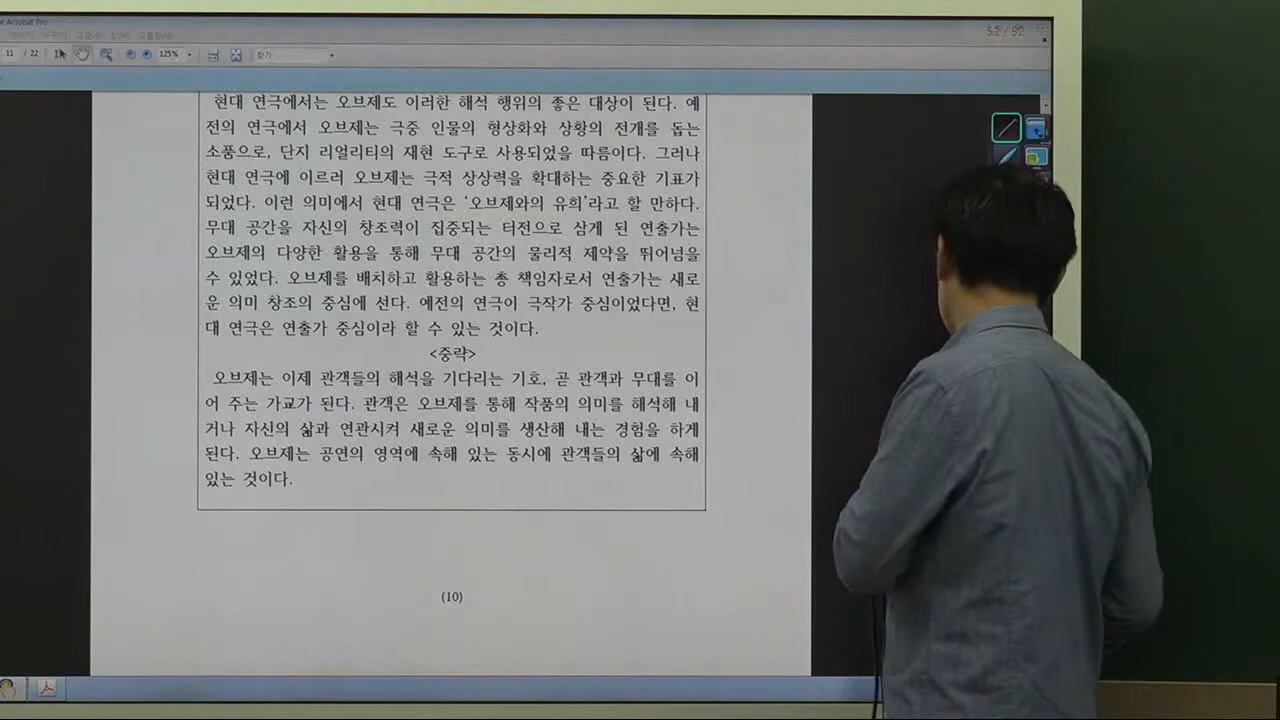 Acrobat Pro
11 / 22
125%
찾기
현대 연극에서는 오브제도 이러한 해석 행위의 좋은 대상이 된다. 예
전의 연극에서 오브제는 극중 인물의 형상화와 상황의 전개를 돕는
소품으로, 단지 리얼리티의 재현 도구로 사용되었을 따름이다. 그러나
현대 연극에 이르러 오브제는 극적 상상력을 확대하는 중요한 기표가
되었다. 이런 의미에서 현대 연극은 '오브제와의 유희'라고 할 만하다.
무대 공간을 자신의 창조력이 집중되는 터전으로 삼게 된 연출가는
오브제의 다양한 활용을 통해 무대 공간의 물리적 제약을 뛰어넘을
수 있었다. 오브제를 배치하고 활용하는 총 책임자로서 연출가는 새로
운 의미 창조의 중심에 선다. 예전의 연극이 극작가 중심이었다면, 현
대 연극은 연출가 중심이라 할 수 있는 것이다.
<중략>
오브제는 이제 관객들의 해석을 기다리는 기호, 곧 관객과 무대를 이
어 주는 가교가 된다. 관객은 오브제를 통해 작품의 의미를 해석해 내
거나 자신의 삶과 연관시켜 새로운 의미를 생산해 내는 경험을 하게
된다. 오브제는 공연의 영역에 속해 있는 동시에 관객들의 삶에 속해
있는 것이다.
(10)